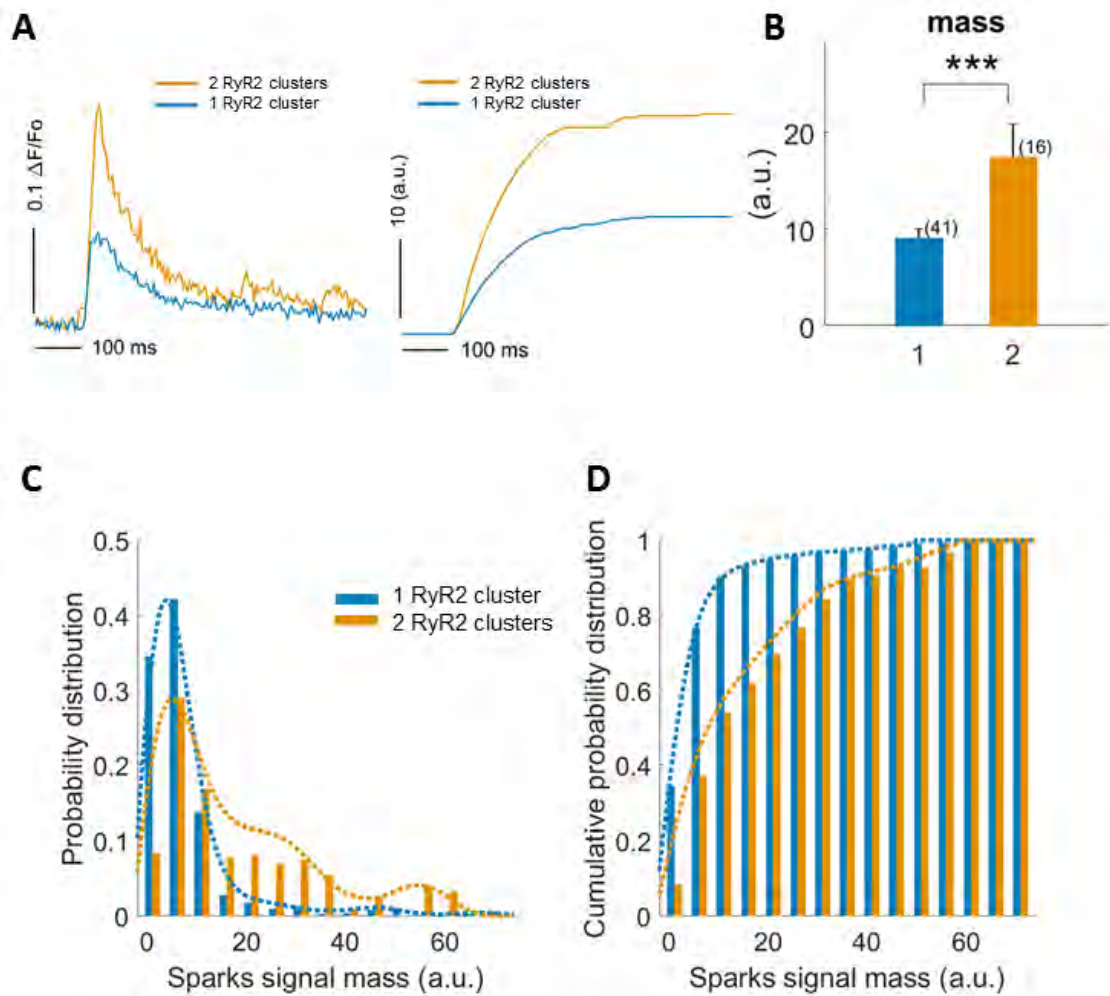 A
2 RyR2 clusters
1 RyR2 cluster
0.1 ΔF/Fo
100 ms
2 RyR2 clusters
1 RyR2 cluster
10 (a.u.)
100 ms
B
mass
***
(a.u.)
20
10
0
(41)
(16)
1
2
C
Probability distribution
0.5
0.4
0.3
0.2
0.1
0
1 RyR2 cluster
2 RyR2 clusters
0
20
40
60
Sparks signal mass (a.u.)
D
Cumulative probability distribution
1
0.8
0.6
0.4
0.2
0
0
20
40
60
Sparks signal mass (a.u.)